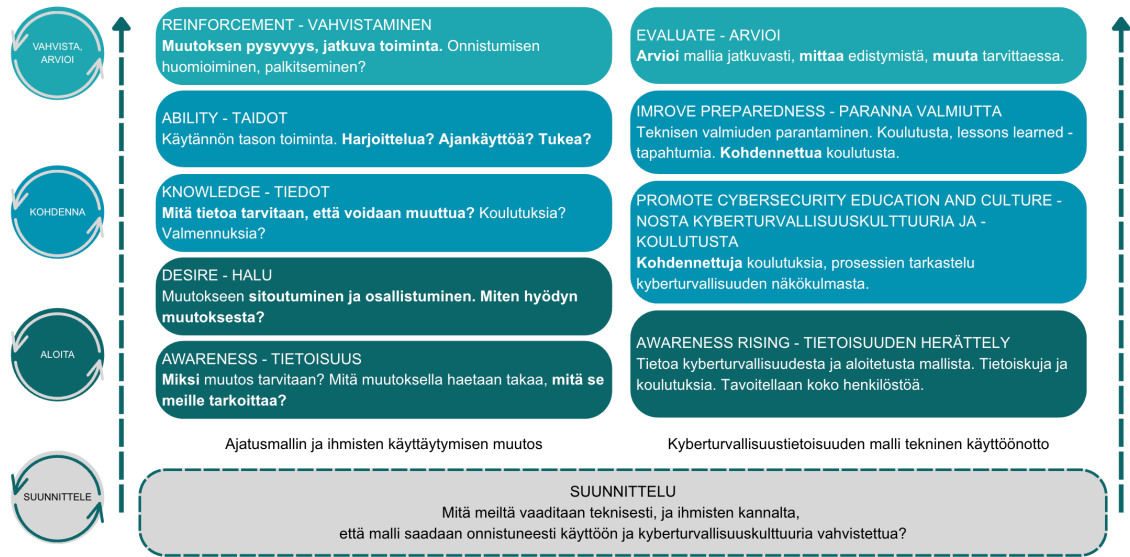 VAHVISTA,
ARVIOI
REINFORCEMENT - VAHVISTAMINEN
Muutoksen pysyvyys, jatkuva toiminta. Onnistumisen
huomioiminen, palkitseminen?
EVALUATE - ARVIOI
Arvioi mallia jatkuvasti, mittaa edistymistä, muuta tarvittaessa.
ABILITY - TAIDOT
Käytännön tason toiminta. Harjoittelua? Ajankäyttöä? Tukea?
IMROVE PREPAREDNESS - PARANNA VALMIUTTA
Teknisen valmiuden parantaminen. Koulutusta, lessons learned -
tapahtumia. Kohdennettua koulutusta.
KOHDENNA
KNOWLEDGE - TIEDOT
Mitä tietoa tarvitaan, että voidaan muuttua? Koulutuksia?
Valmennuksia?
PROMOTE CYBERSECURITY EDUCATION AND CULTURE -
NOSTA KYBERTURVALLISUUSKULTTUURIA JA -
KOULUTUSTA
Kohdennettuja koulutuksia, prosessien tarkastelu
kyberturvallisuuden näkökulmasta.
DESIRE - HALU
Muutokseen sitoutuminen ja osallistuminen. Miten hyödyn
muutoksesta?
ALOITA
AWARENESS - TIETOISUUS
Miksi muutos tarvitaan? Mitä muutoksella haetaan takaa, mitä se
meille tarkoittaa?
AWARENESS RISING - TIETOISUUDEN HERÄTTELY
Tietoa kyberturvallisuudesta ja aloitetusta mallista. Tietoiskuja ja
koulutuksia. Tavoitellaan koko henkilöstöä.
Ajatusmallin ja ihmisten käyttäytymisen muutos
Kyberturvallisuustietoisuuden malli tekninen käyttöönotto
SUUNNITTELE
SUUNNITTELU
Mitä meiltä vaaditaan teknisesti, ja ihmisten kannalta,
että malli saadaan onnistuneesti käyttöön ja kyberturvallisuuskulttuuria vahvistettua?